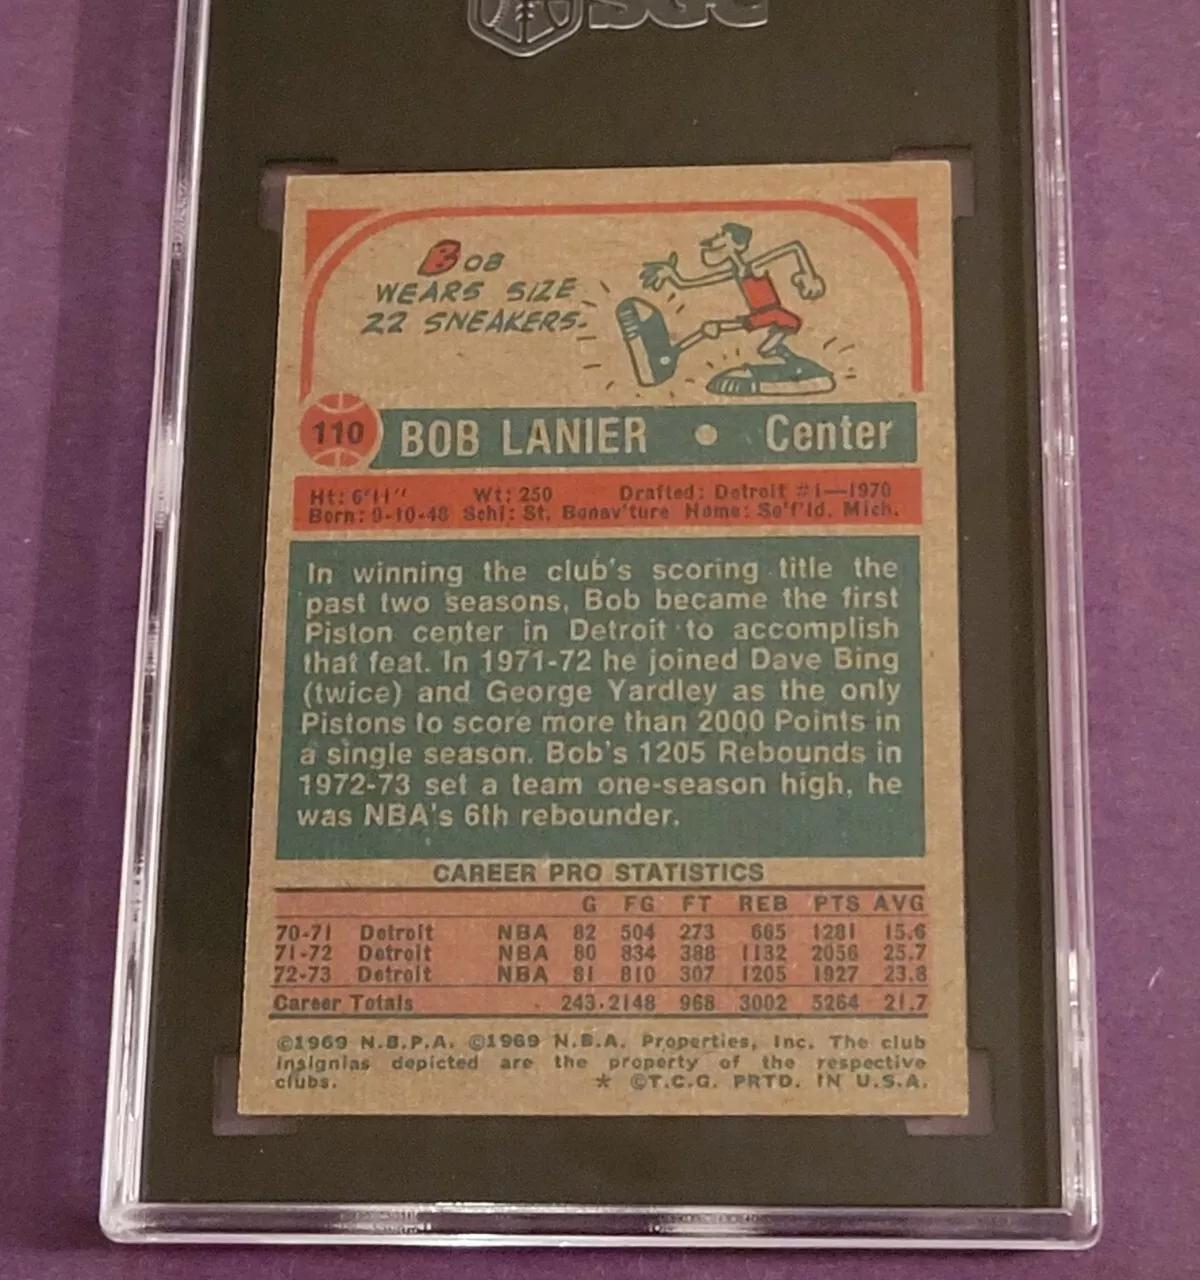 SGC
BOB
WEARS SIZE
22 SNEAKERS.
110 BOB LANIER • Center
Ht: 6'11" Wt: 250 Drafted: Detroit #1—1970
Born: 9-10-48 Schl: St. Bonav'ture Home: So'f'ld, Mich.
In winning the club's scoring title the
past two seasons, Bob became the first
Piston center in Detroit to accomplish
that feat. In 1971-72 he joined Dave Bing
(twice) and George Yardley as the only
Pistons to score more than 2000 Points in
a single season. Bob's 1205 Rebounds in
1972-73 set a team one-season high, he
was NBA's 6th rebounder.
CAREER PRO STATISTICS
G FG FT REB PTS AVG
70-71 Detroit NBA 82 504 273 665 1281 15.6
71-72 Detroit NBA 80 834 388 1132 2056 25.7
72-73 Detroit NBA 81 810 307 1205 1927 23.8
Career Totals 243 2148 968 3002 5264 21.7
©1969 N.B.P.A. ©1969 N.B.A. Properties, Inc. The club
insignias depicted are the property of the respective
clubs. * ©T.C.G. PRTD. IN U.S.A.